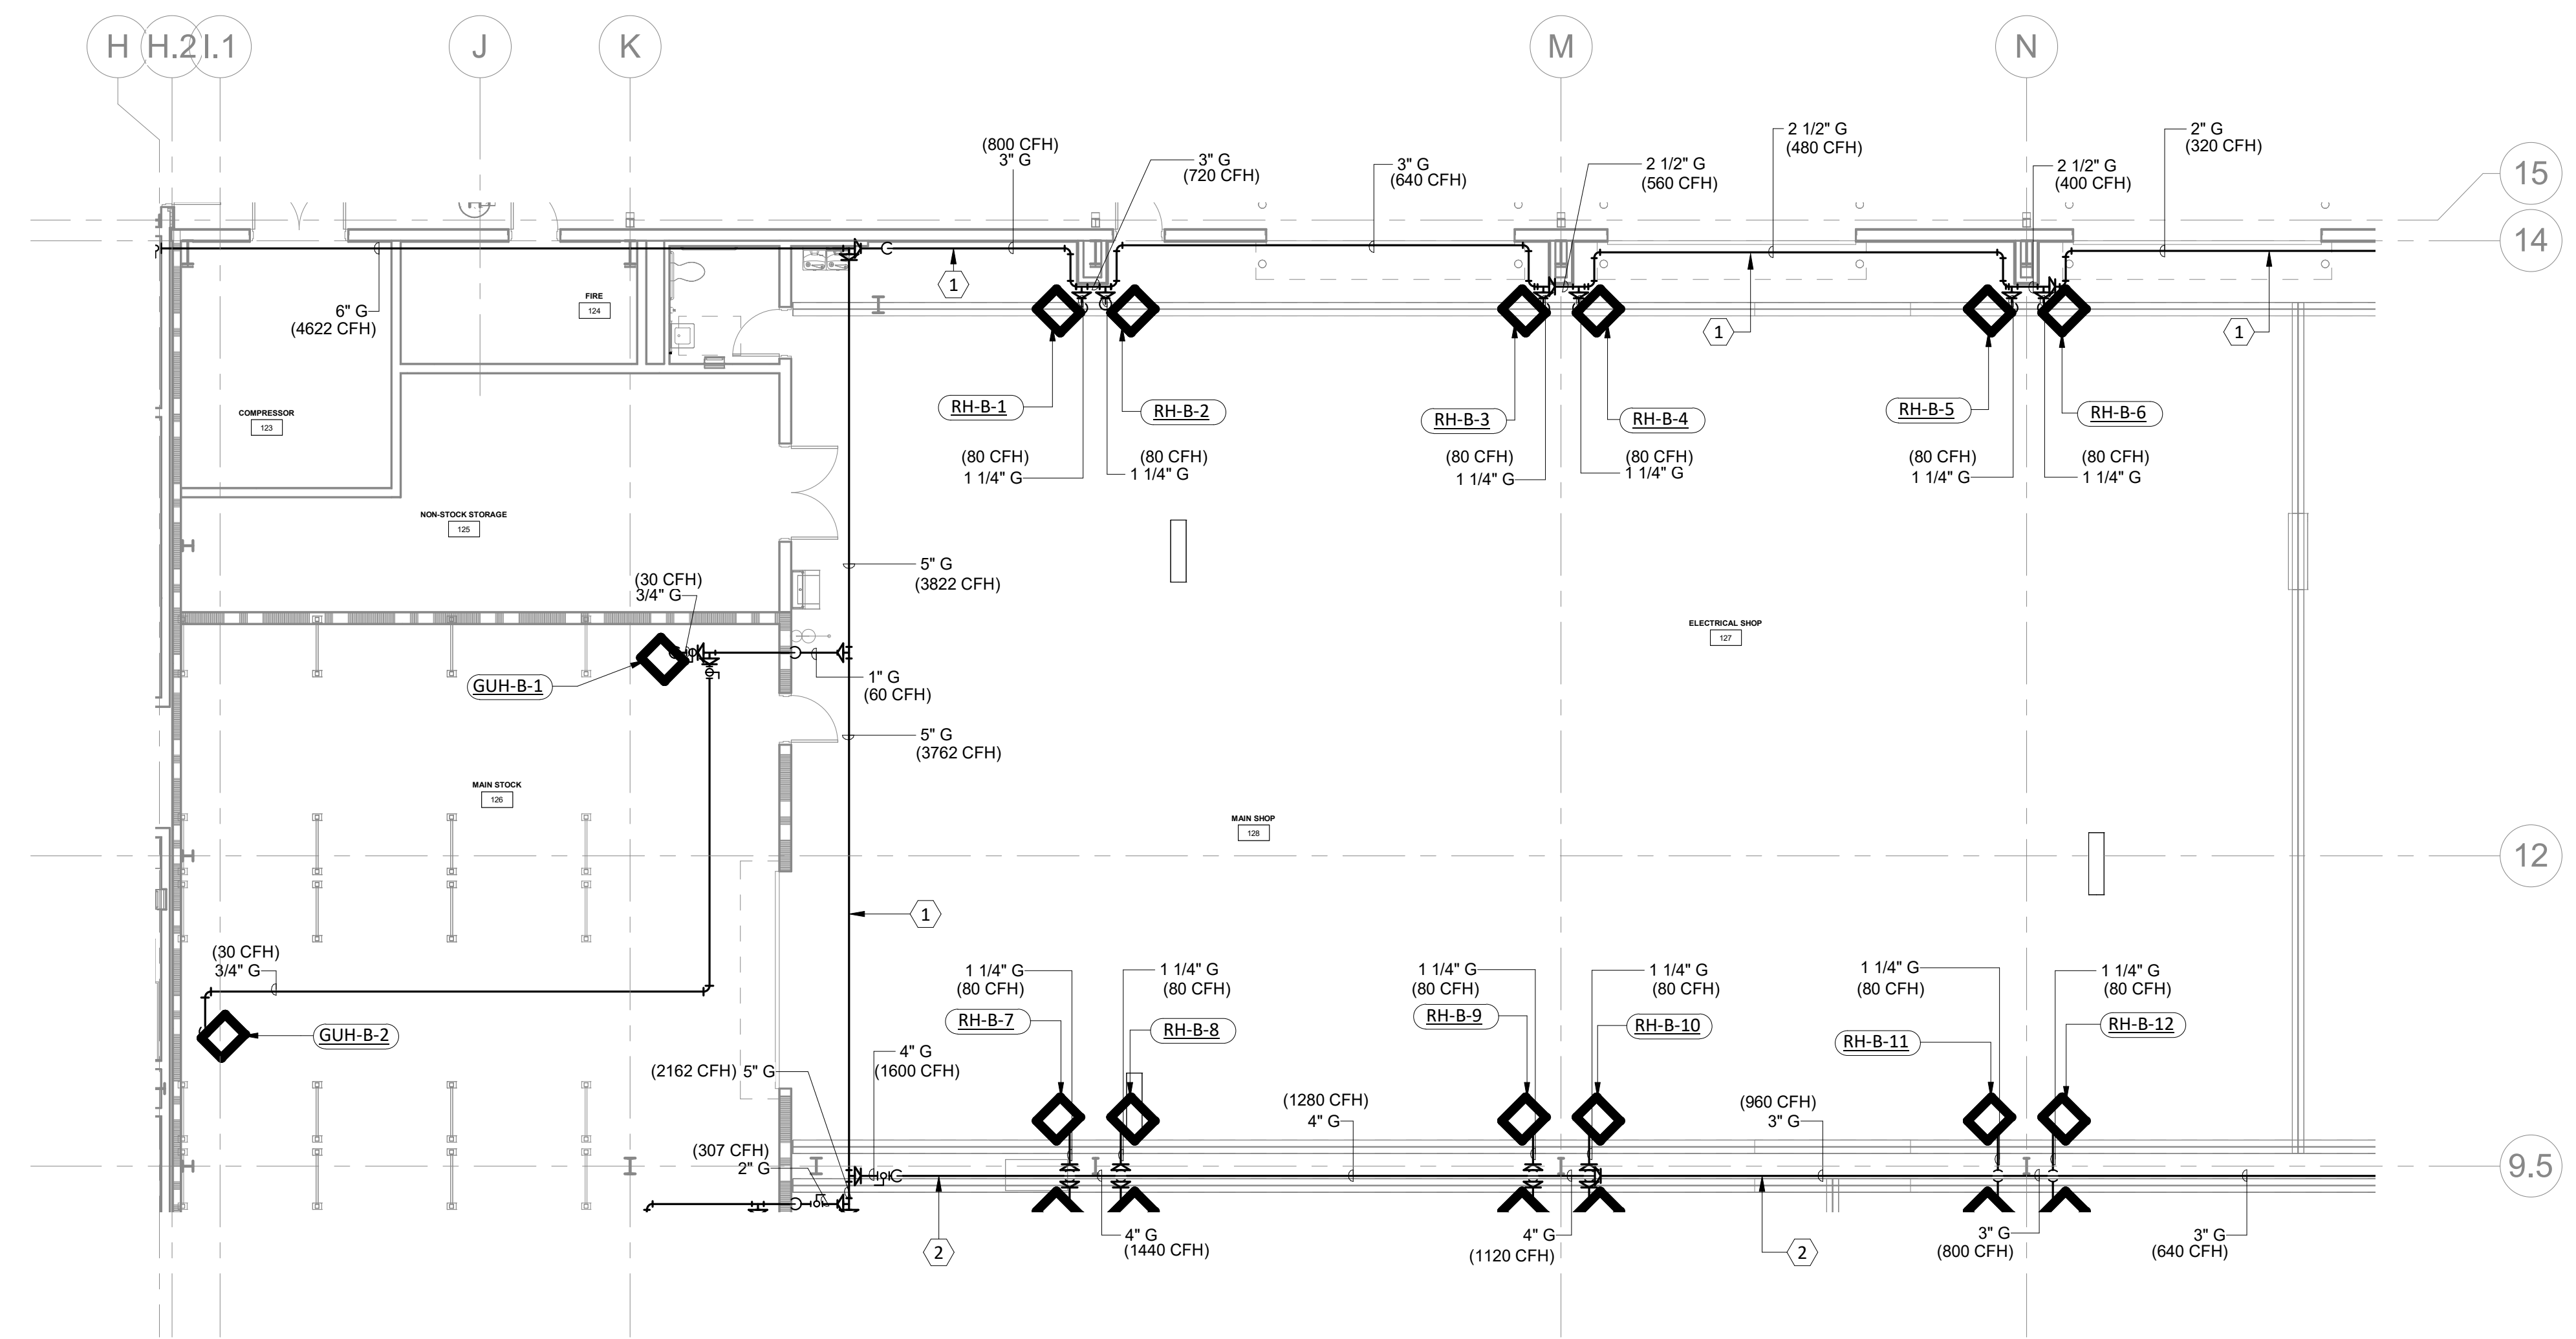 H
H.2
I.1
J
K
M
N
15
14
12
9.5
(800 CFH)
3" G
3" G
(720 CFH)
3" G
(640 CFH)
2 1/2" G
(560 CFH)
2 1/2" G
(480 CFH)
2 1/2" G
(400 CFH)
2" G
(320 CFH)
6" G
(4622 CFH)
FIRE
124
1
1
1
COMPRESSOR
123
RH-B-1
RH-B-2
RH-B-3
RH-B-4
RH-B-5
RH-B-6
(80 CFH)
1 1/4" G
(80 CFH)
1 1/4" G
(80 CFH)
1 1/4" G
(80 CFH)
1 1/4" G
(80 CFH)
1 1/4" G
(80 CFH)
1 1/4" G
NON-STOCK STORAGE
125
5" G
(3822 CFH)
(30 CFH)
3/4" G
ELECTRICAL SHOP
127
GUH-B-1
1" G
(60 CFH)
5" G
(3762 CFH)
MAIN STOCK
126
MAIN SHOP
128
1
(30 CFH)
3/4" G
GUH-B-2
1 1/4" G
(80 CFH)
1 1/4" G
(80 CFH)
1 1/4" G
(80 CFH)
1 1/4" G
(80 CFH)
1 1/4" G
(80 CFH)
1 1/4" G
(80 CFH)
RH-B-7
RH-B-8
RH-B-9
RH-B-10
RH-B-11
RH-B-12
4" G
(1600 CFH)
(2162 CFH) 5" G
(1280 CFH)
4" G
(960 CFH)
3" G
(307 CFH)
2" G
2
4" G
(1440 CFH)
4" G
(1120 CFH)
2
3" G
(800 CFH)
3" G
(640 CFH)